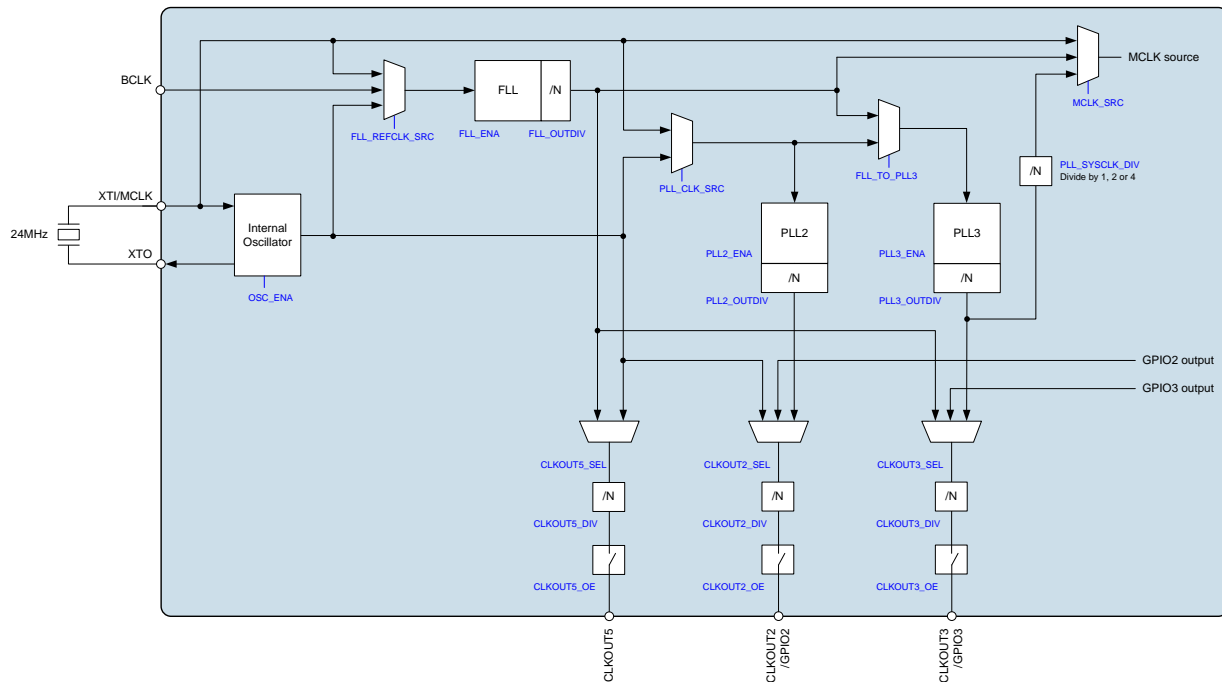 MCLK source
BCLK
FLL
/N
MCLK_SRC
FLL_REFCLK_SRC
FLL_ENA
FLL_OUTDIV
/N
PLL_SYSCLK_DIV
Divide by 1, 2 or 4
FLL_TO_PLL3
PLL_CLK_SRC
XTI/MCLK
24MHz
XTO
Internal
Oscillator
OSC_ENA
PLL2
PLL2_ENA
/N
PLL2_OUTDIV
PLL3
PLL3_ENA
/N
PLL3_OUTDIV
GPIO2 output
GPIO3 output
CLKOUT5_SEL
CLKOUT2_SEL
CLKOUT3_SEL
/N
/N
/N
CLKOUT5_DIV
CLKOUT2_DIV
CLKOUT3_DIV
CLKOUT5_OE
CLKOUT2_OE
CLKOUT3_OE
CLKOUT5
CLKOUT2
/GPIO2
CLKOUT3
/GPIO3